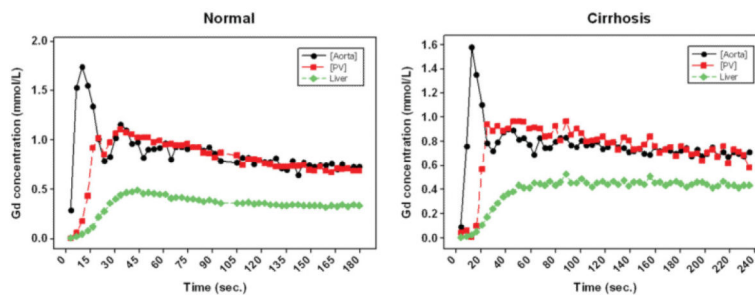 Normal
Gd concentration (mmol/L)
2.0
1.5
1.0
0.5
0.0
[Aorta]
[PV]
Liver
0 15 30 45 60 75 90 105 120 135 150 165 180
Time (sec.)
Cirrhosis
Gd concentration (mmol/L)
1.6
1.4
1.2
1.0
0.8
0.6
0.4
0.2
0.0
[Aorta]
[PV]
Liver
0 20 40 60 80 100 120 140 160 180 200 220 240
Time (sec.)